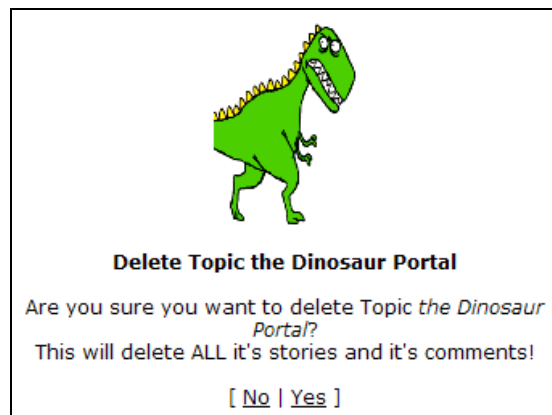 Delete Topic the Dinosaur Portal
Are you sure you want to delete Topic the Dinosaur
Portal?
This will delete ALL it's stories and it's comments!
[ No | Yes ]